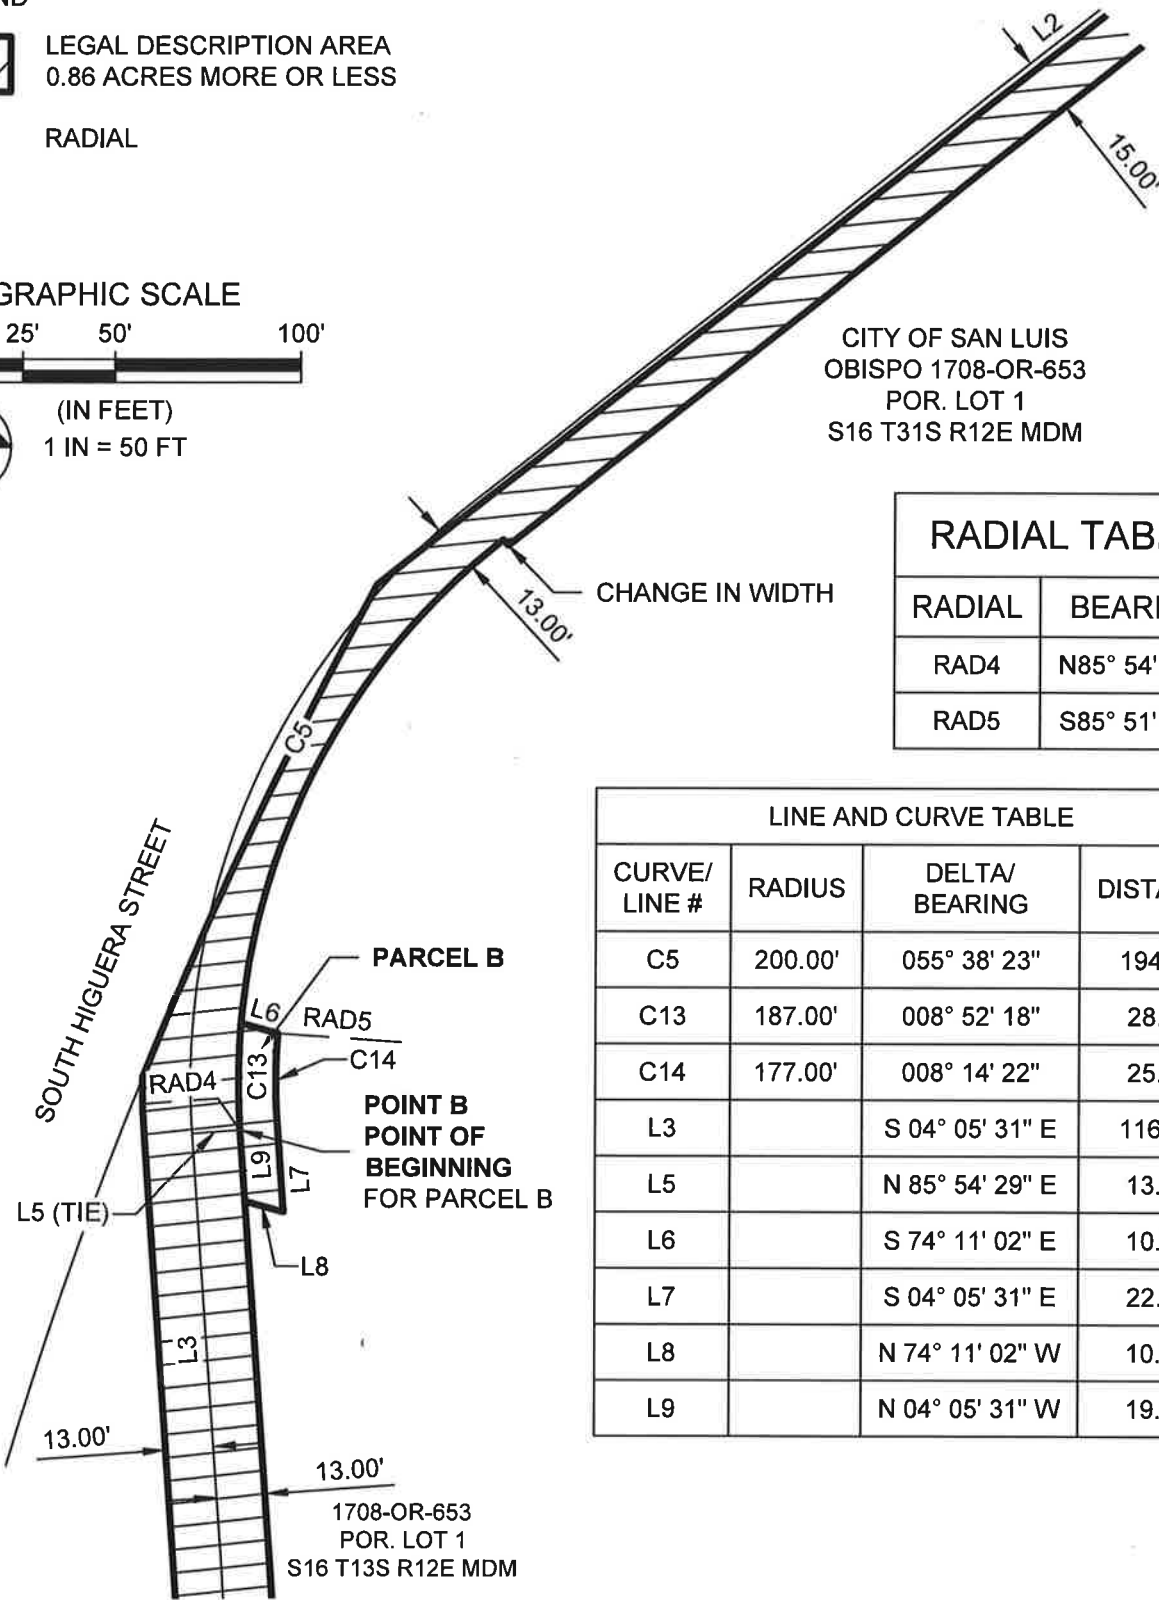 LEGAL DESCRIPTION AREA
0.86 ACRES MORE OR LESS
RADIAL
GRAPHIC SCALE
25' 50' 100'
(IN FEET)
1 IN = 50 FT
L2
15.00'
CITY OF SAN LUIS
OBISPO 1708-OR-653
POR. LOT 1
S16 T31S R12E MDM
CHANGE IN WIDTH
13.00'
C5
SOUTH HIGUERA STREET
RADIAL
RADIAL
RAD4 N85° 54'
RAD5 S85° 51'
LINE AND CURVE TABLE
CURVE/ LINE # RADIUS DELTA/ BEARING
C5 200.00' 055° 38' 23" 194
C13 187.00' 008° 52' 18" 28.
C14 177.00' 008° 14' 22" 25.
L3 S 04° 05' 31" E 116
L5 N 85° 54' 29" E 13.
L6 S 74° 11' 02" E 10.
L7 S 04° 05' 31" E 22.
L8 N 74° 11' 02" W 10.
L9 N 04° 05' 31" W 19.
PARCEL B
L6 RAD5
C13 C14
RAD4
POINT B
POINT OF
BEGINNING
FOR PARCEL B
L9 L7
L5 (TIE)
L8
L3
13.00'
13.00'
1708-OR-653
POR. LOT 1
S16 T13S R12E MDM